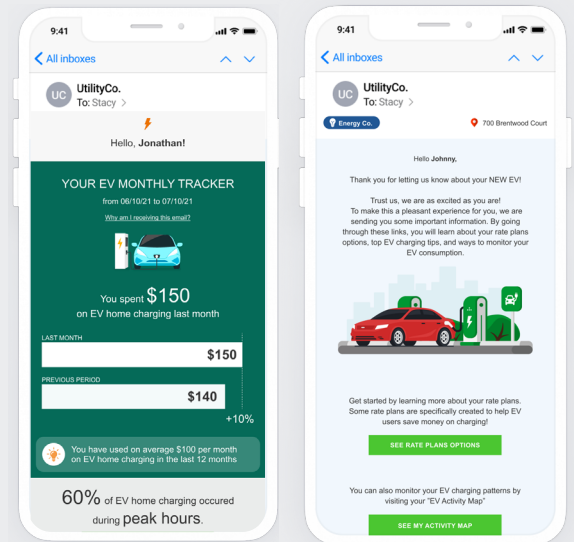 9:41
All inboxes
UC
UtilityCo.
To: Stacy
Hello, Jonathan!
YOUR EV MONTHLY TRACKER
from 06/10/21 to 07/10/21
Why am I receiving this email?
You spent $150
on EV home charging last month
LAST MONTH
$150
PREVIOUS PERIOD
$140
+10%
You have used on average $100 per month
on EV home charging in the last 12 months
60% of EV home charging occured
during peak hours.
9:41
All inboxes
UC
UtilityCo.
To: Stacy
Energy Co.
700 Brentwood Court
Hello Johnny,
Thank you for letting us know about your NEW EV!
Trust us, we are as excited as you are!
To make this a pleasant experience for you, we are
sending you some important information. By going
through these links, you will learn about your rate plans
options, top EV charging tips, and ways to monitor your
EV consumption.
Get started by learning more about your rate plans.
Some rate plans are specifically created to help EV
users save money on charging!
SEE RATE PLANS OPTIONS
You can also monitor your EV charging patterns by
visiting your "EV Activity Map"
SEE MY ACTIVITY MAP